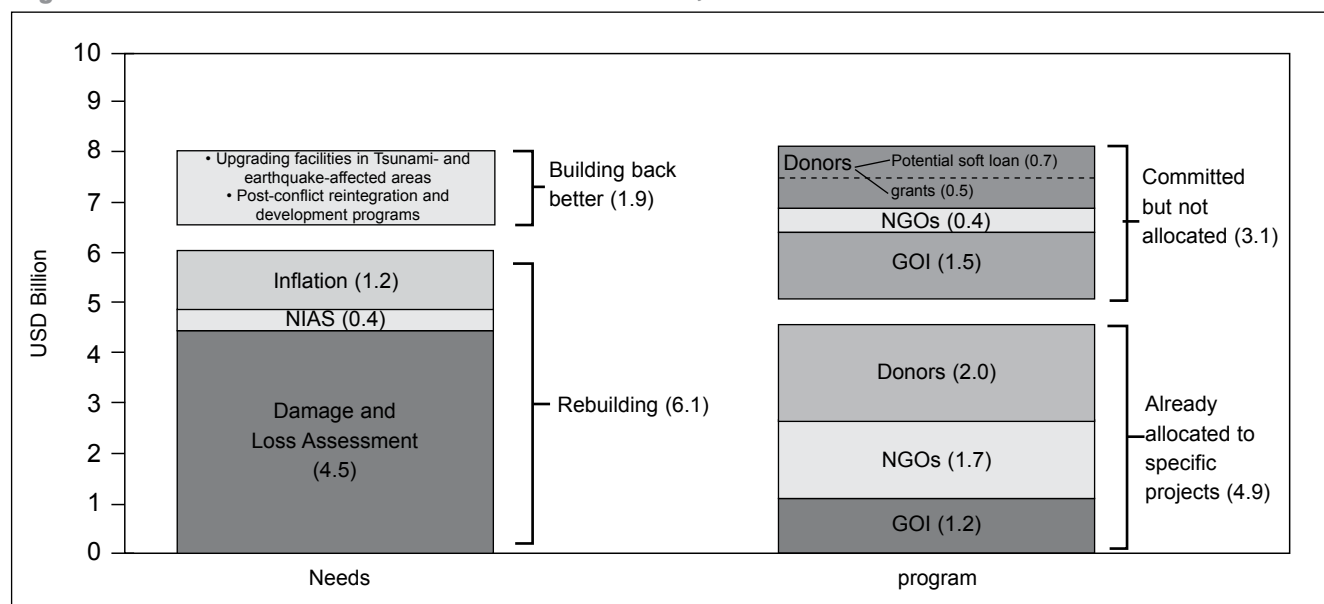 USD Billion
10
9
8
7
6
5
4
3
2
1
0
• Upgrading facilities in Tsunami- and
earthquake-affected areas
• Post-conflict reintegration and
development programs
Building back
better (1.9)
Inflation (1.2)
NIAS (0.4)
Damage and
Loss Assessment
(4.5)
Rebuilding (6.1)
Needs
Donors
Potential soft loan (0.7)
grants (0.5)
NGOs (0.4)
GOI (1.5)
Committed
but not
allocated (3.1)
Donors (2.0)
NGOs (1.7)
GOI (1.2)
Already
allocated to
specific
projects (4.9)
program